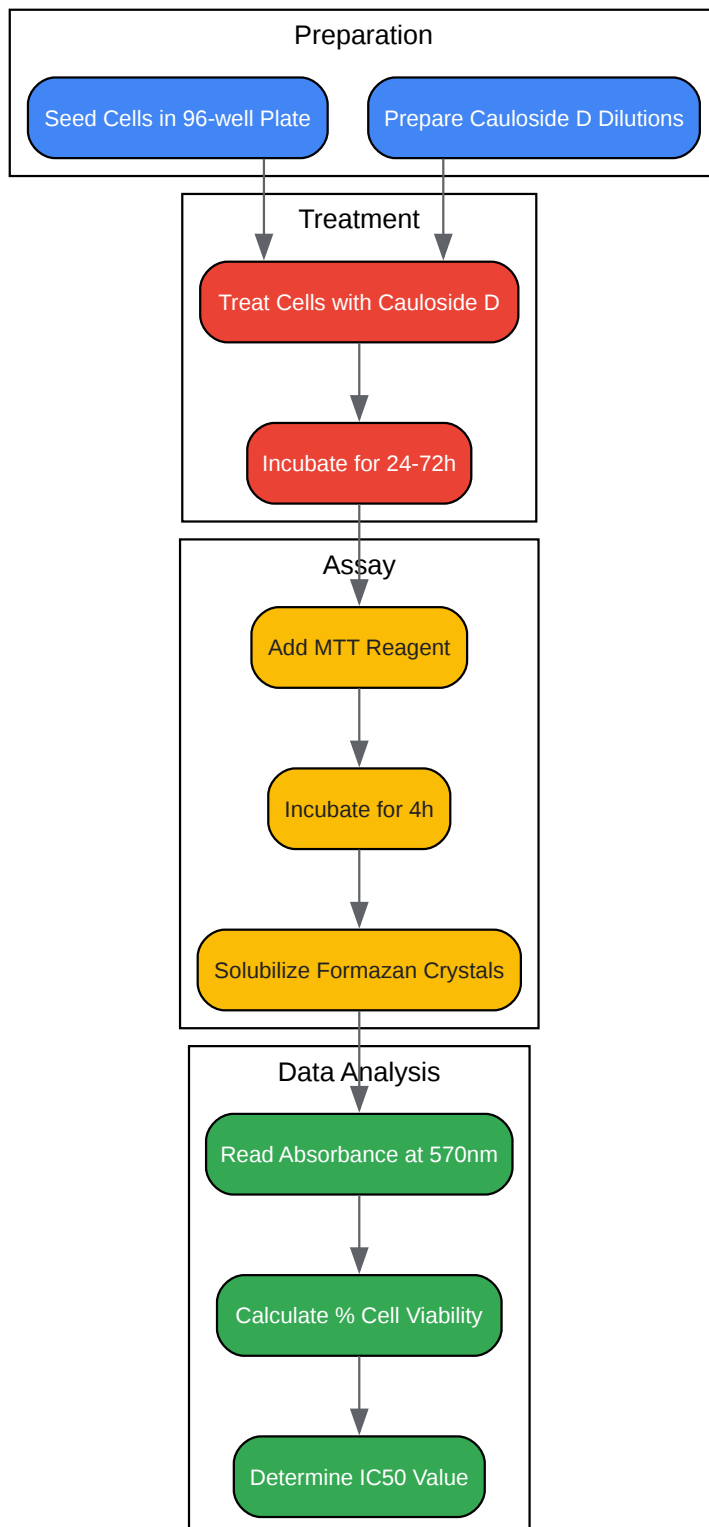 Preparation
Seed Cells in 96-well Plate
Prepare Cauloside D Dilutions
Treatment
Treat Cells with Cauloside D
Incubate for 24-72h
Assay
Add MTT Reagent
Incubate for 4h
Solubilize Formazan Crystals
Data Analysis
Read Absorbance at 570nm
Calculate % Cell Viability
Determine IC50 Value